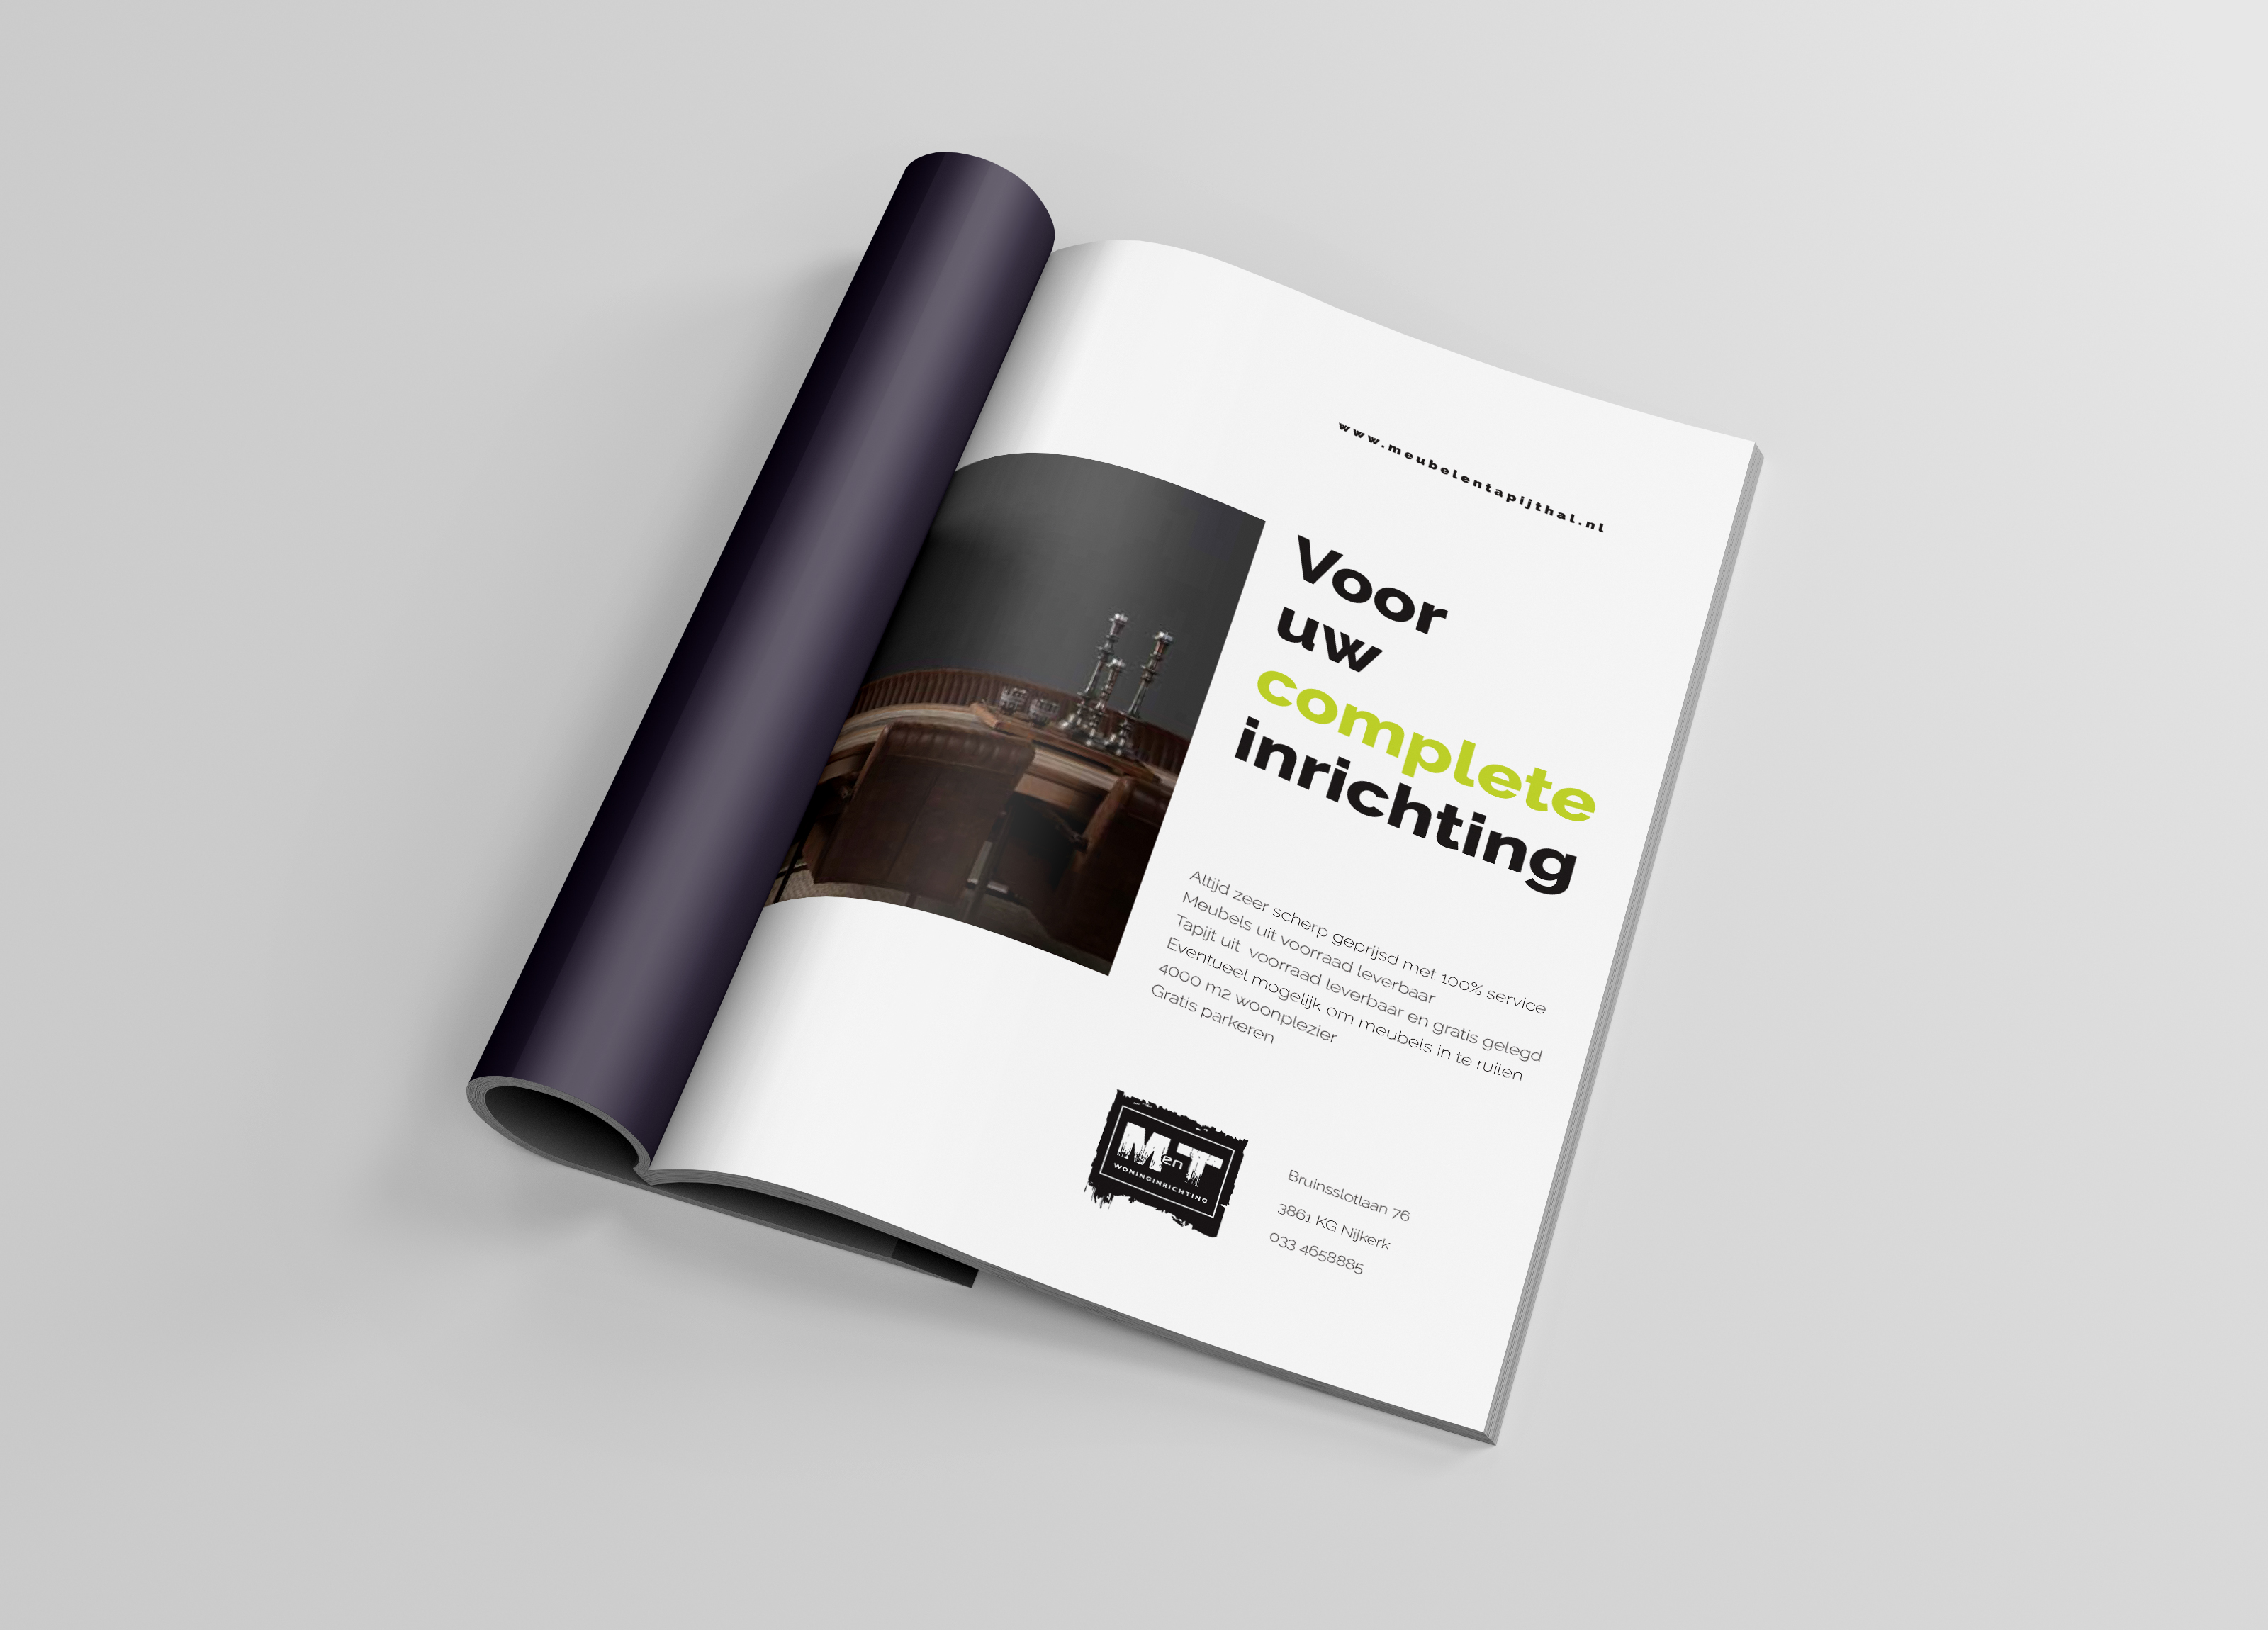 www.meubelentapijthal.nl
Voor
uw
complete
inrichting
Altijd zeer scherp geprijsd met 100% service
Meubels uit voorraad leverbaar
Tapijt uit  voorraad leverbaar en gratis gelegd
Eventueel mogelijk om meubels in te ruilen
4000 m2 woonplezier
Gratis parkeren
M en T
WONINGINRICHTING
Bruinsslotlaan 76
3861 KG Nijkerk
033 4658885